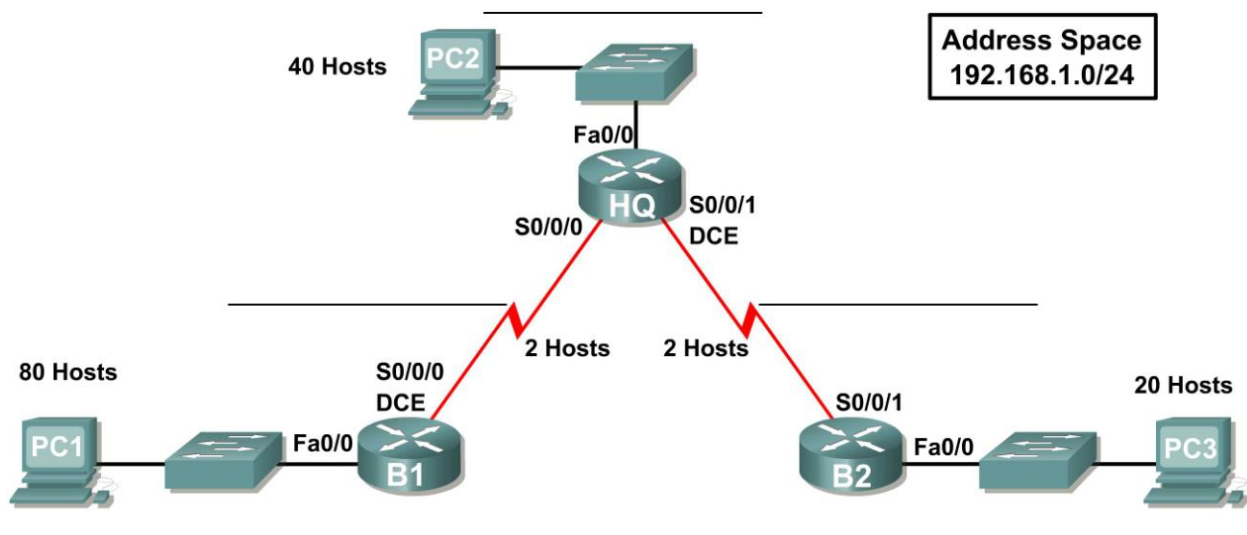 Address Space
192.168.1.0/24
40 Hosts
PC2
Fa0/0
HQ
S0/0/0
S0/0/1
DCE
2 Hosts
2 Hosts
80 Hosts
S0/0/0
DCE
PC1
Fa0/0
B1
20 Hosts
S0/0/1
B2
Fa0/0
PC3